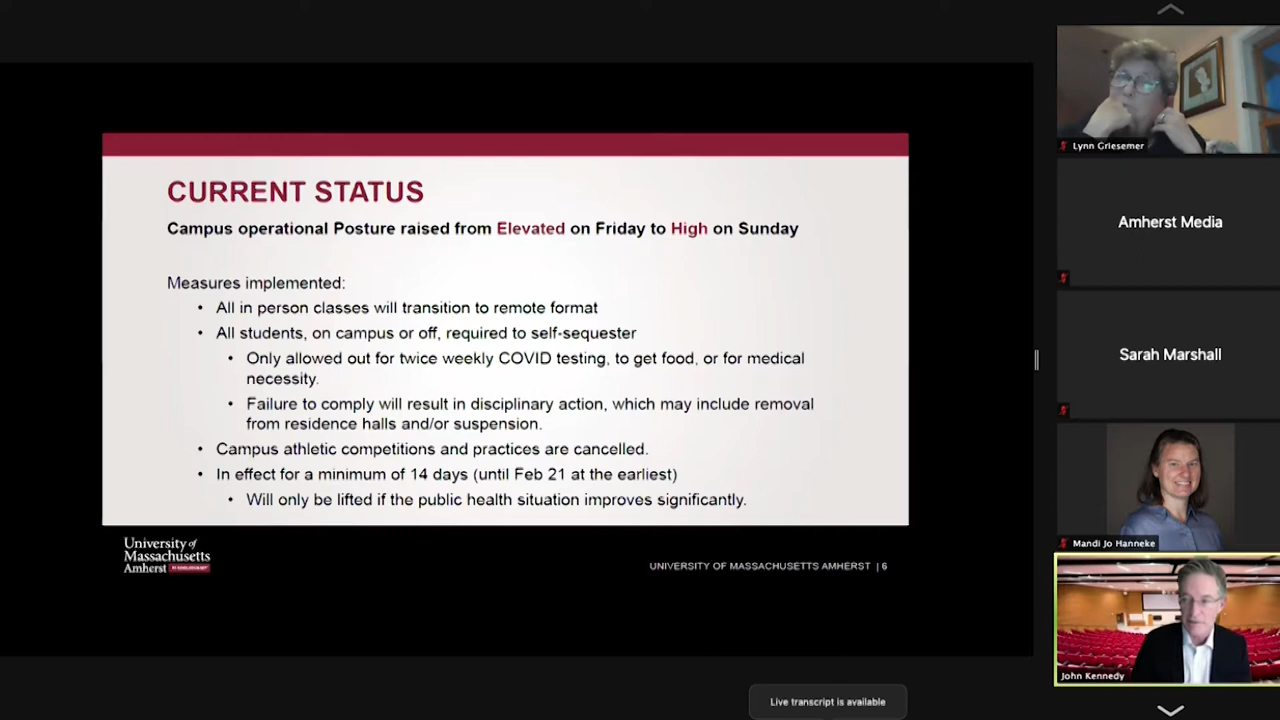 CURRENT STATUS
Campus operational Posture raised from Elevated on Friday to High on Sunday
Measures implemented:
• All in person classes will transition to remote format
• All students, on campus or off, required to self-sequester
• Only allowed out for twice weekly COVID testing, to get food, or for medical
necessity.
• Failure to comply will result in disciplinary action, which may include removal
from residence halls and/or suspension.
• Campus athletic competitions and practices are cancelled.
• In effect for a minimum of 14 days (until Feb 21 at the earliest)
• Will only be lifted if the public health situation improves significantly.
University of
Massachusetts
Amherst
UNIVERSITY OF MASSACHUSETTS AMHERST | 6
Lynn Griesemer
Amherst Media
Sarah Marshall
Mandi Jo Hanneke
John Kennedy
Live transcript is available